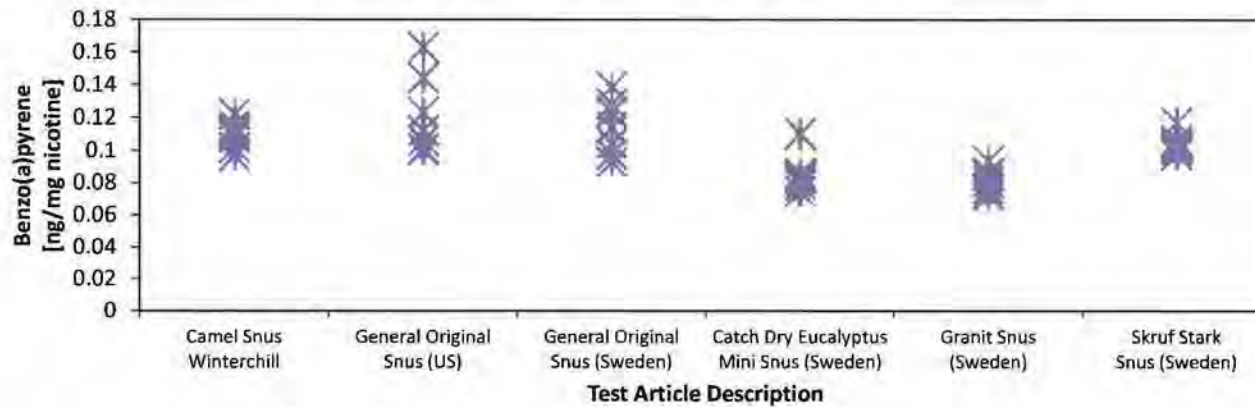 Benzo(a)pyrene
[ng/mg nicotine]
0.18
0.16
0.14
0.12
0.1
0.08
0.06
0.04
0.02
0
Camel Snus
Winterchill
General Original
Snus (US)
General Original
Snus (Sweden)
Catch Dry Eucalyptus
Mini Snus (Sweden)
Granit Snus
(Sweden)
Skruf Stark
Snus (Sweden)
Test Article Description